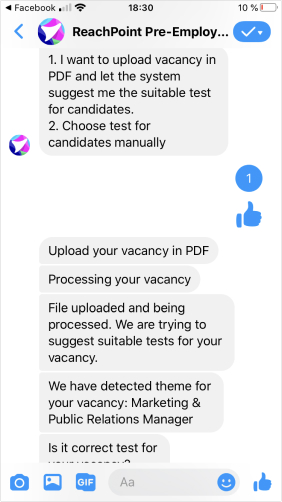 Facebook
18:30
10 %
ReachPoint Pre-Employ...
1. I want to upload vacancy in
PDF and let the system
suggest me the suitable test
for candidates.
2. Choose test for
candidates manually
1
Upload your vacancy in PDF
Processing your vacancy
File uploaded and being
processed. We are trying to
suggest suitable tests for your
vacancy.
We have detected theme for
your vacancy: Marketing &
Public Relations Manager
Is it correct test for
your vacancy?
GIF
Aa